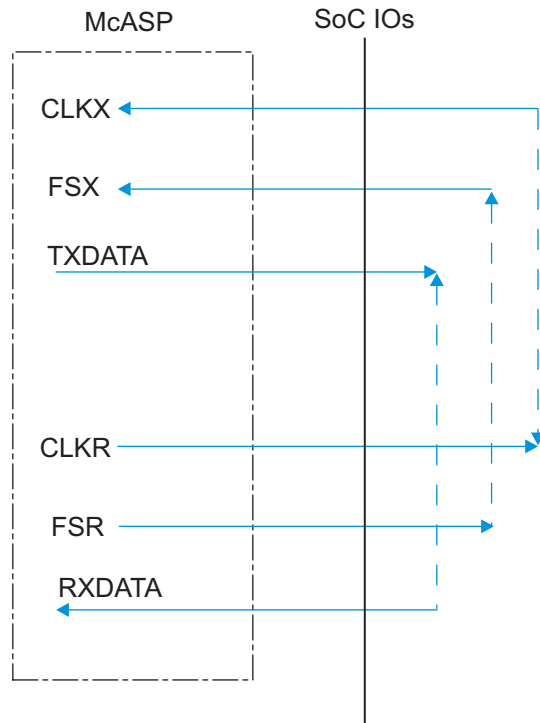 McASP
SoC IOs
CLKX
FSX
TXDATA
CLKR
FSR
RXDATA